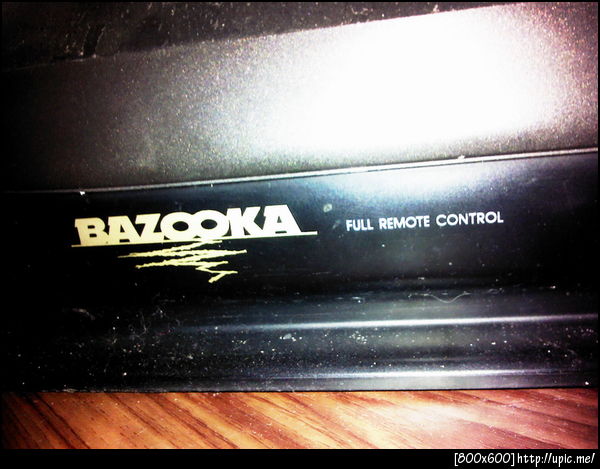 BAZOOKA
FULL REMOTE CONTROL
[800x600]http://upic.me/